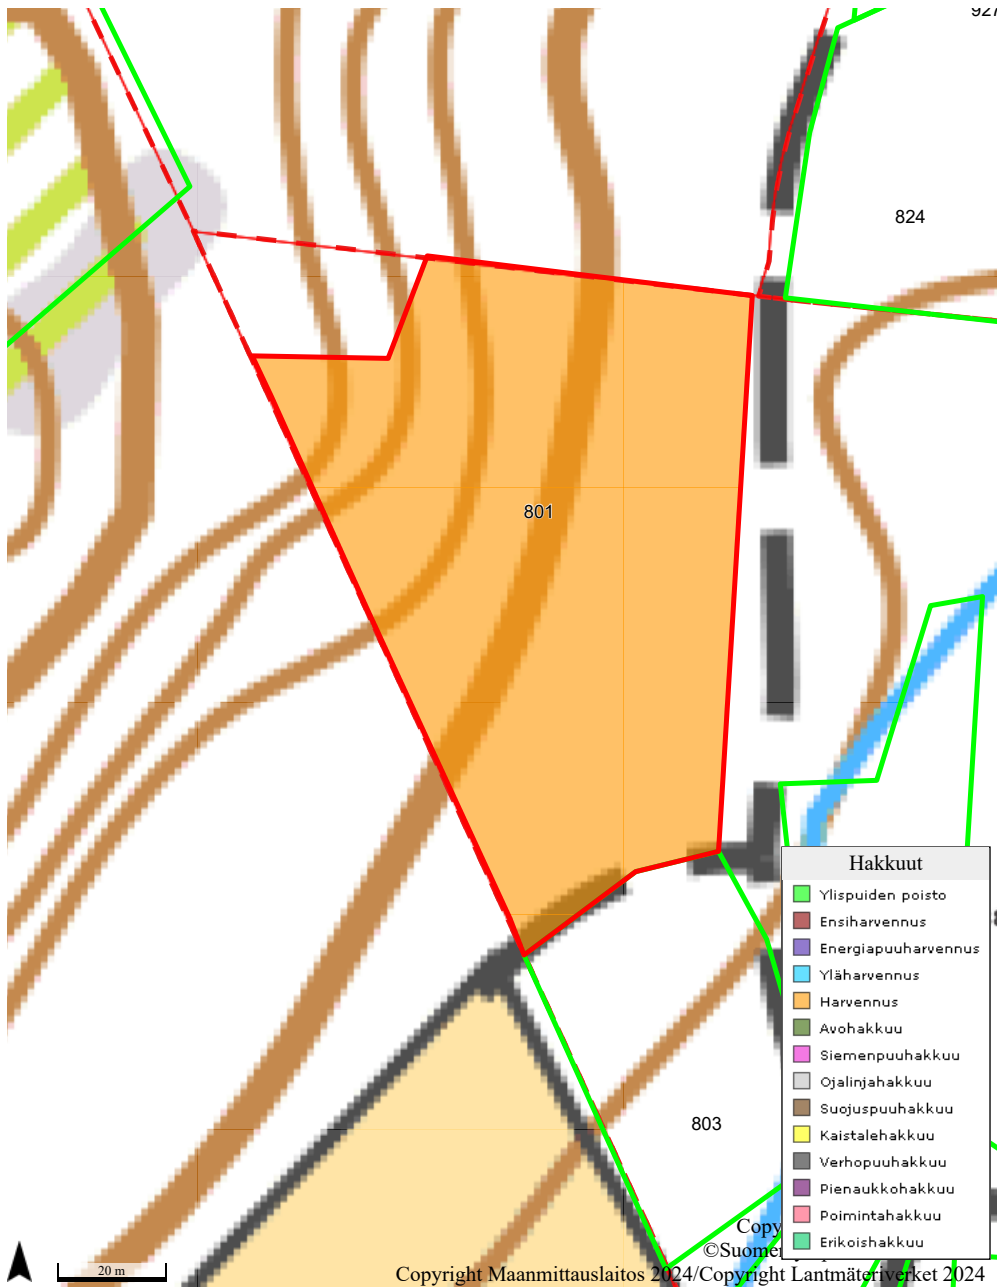 927
824
801
803
Hakkuut
Ylispuiden poisto
Ensiharvennus
Energiapuuharvennus
Yläharvennus
Harvennus
Avohakkuu
Siemenpuuhakkuu
Ojalinjahakkuu
Suojuspuuhakkuu
Kaistalehakkuu
Verhopuuhakkuu
Pienaukkohakkuu
Poimintahakkuu
Erikoishakkuu
20 m
Copyright Maanmittauslaitos 2024/Copyright Lantmäteriverket 2024